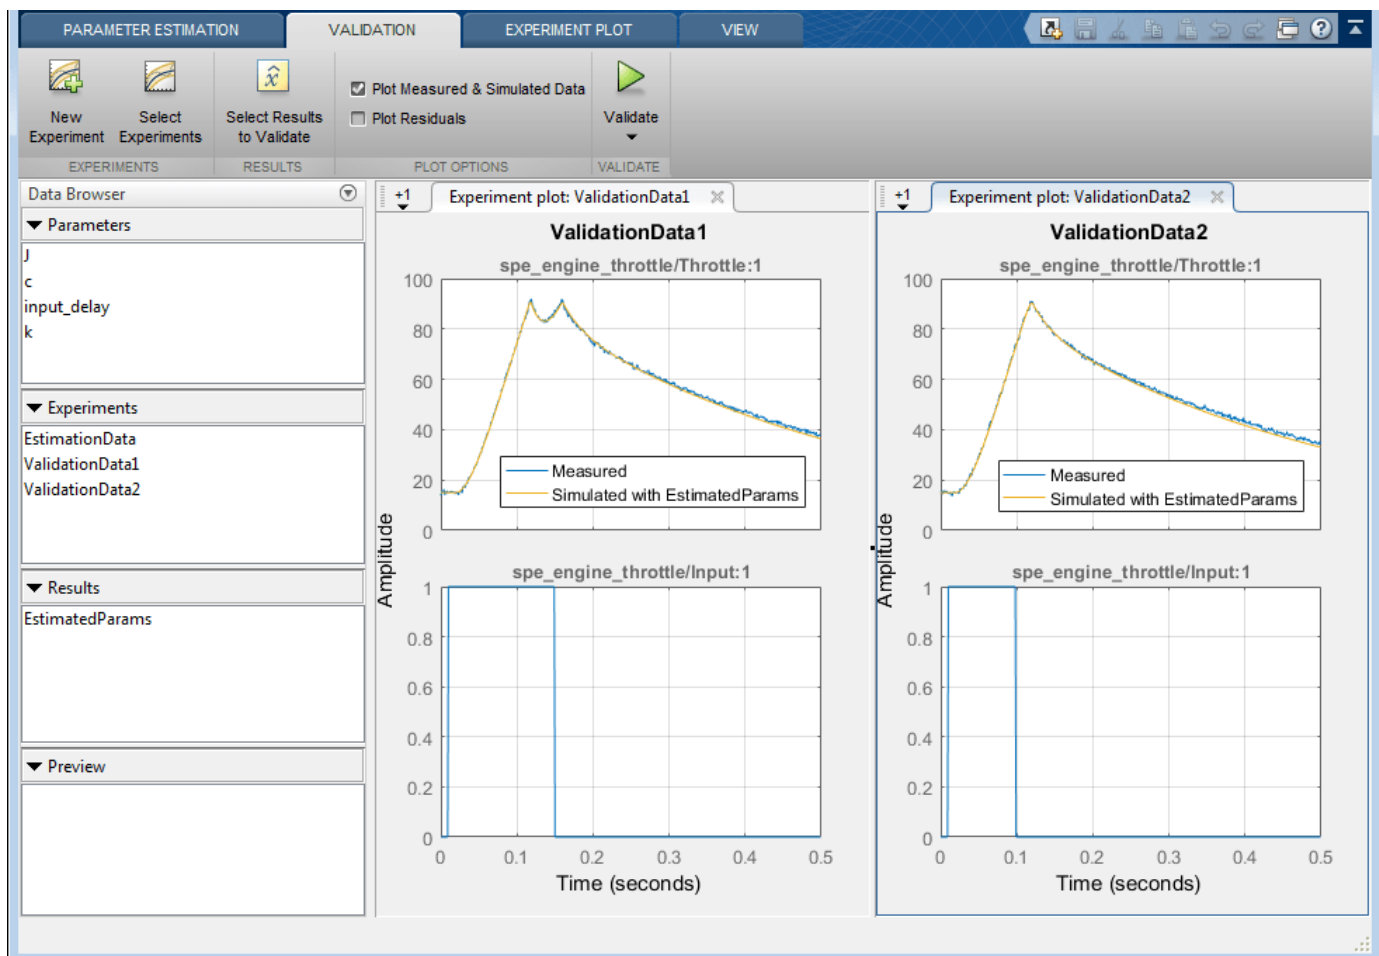 PARAMETER ESTIMATION VALIDATION EXPERIMENT PLOT VIEW
New Experiment
Select Experiments
Select Results to Validate
Plot Measured & Simulated Data
Plot Residuals
Validate
EXPERIMENTS RESULTS PLOT OPTIONS VALIDATE
Data Browser
Parameters
J
c
input_delay
k
Experiments
EstimationData
ValidationData1
ValidationData2
Results
EstimatedParams
Preview
+1 Experiment plot: ValidationData1
ValidationData1
spe_engine_throttle/Throttle:1
100
80
60
40
20
0
Measured
Simulated with EstimatedParams
Amplitude
spe_engine_throttle/Input:1
1
0.8
0.6
0.4
0.2
0
0 0.1 0.2 0.3 0.4 0.5
Time (seconds)
+1 Experiment plot: ValidationData2
ValidationData2
spe_engine_throttle/Throttle:1
100
80
60
40
20
0
Measured
Simulated with EstimatedParams
Amplitude
spe_engine_throttle/Input:1
1
0.8
0.6
0.4
0.2
0
0 0.1 0.2 0.3 0.4 0.5
Time (seconds)